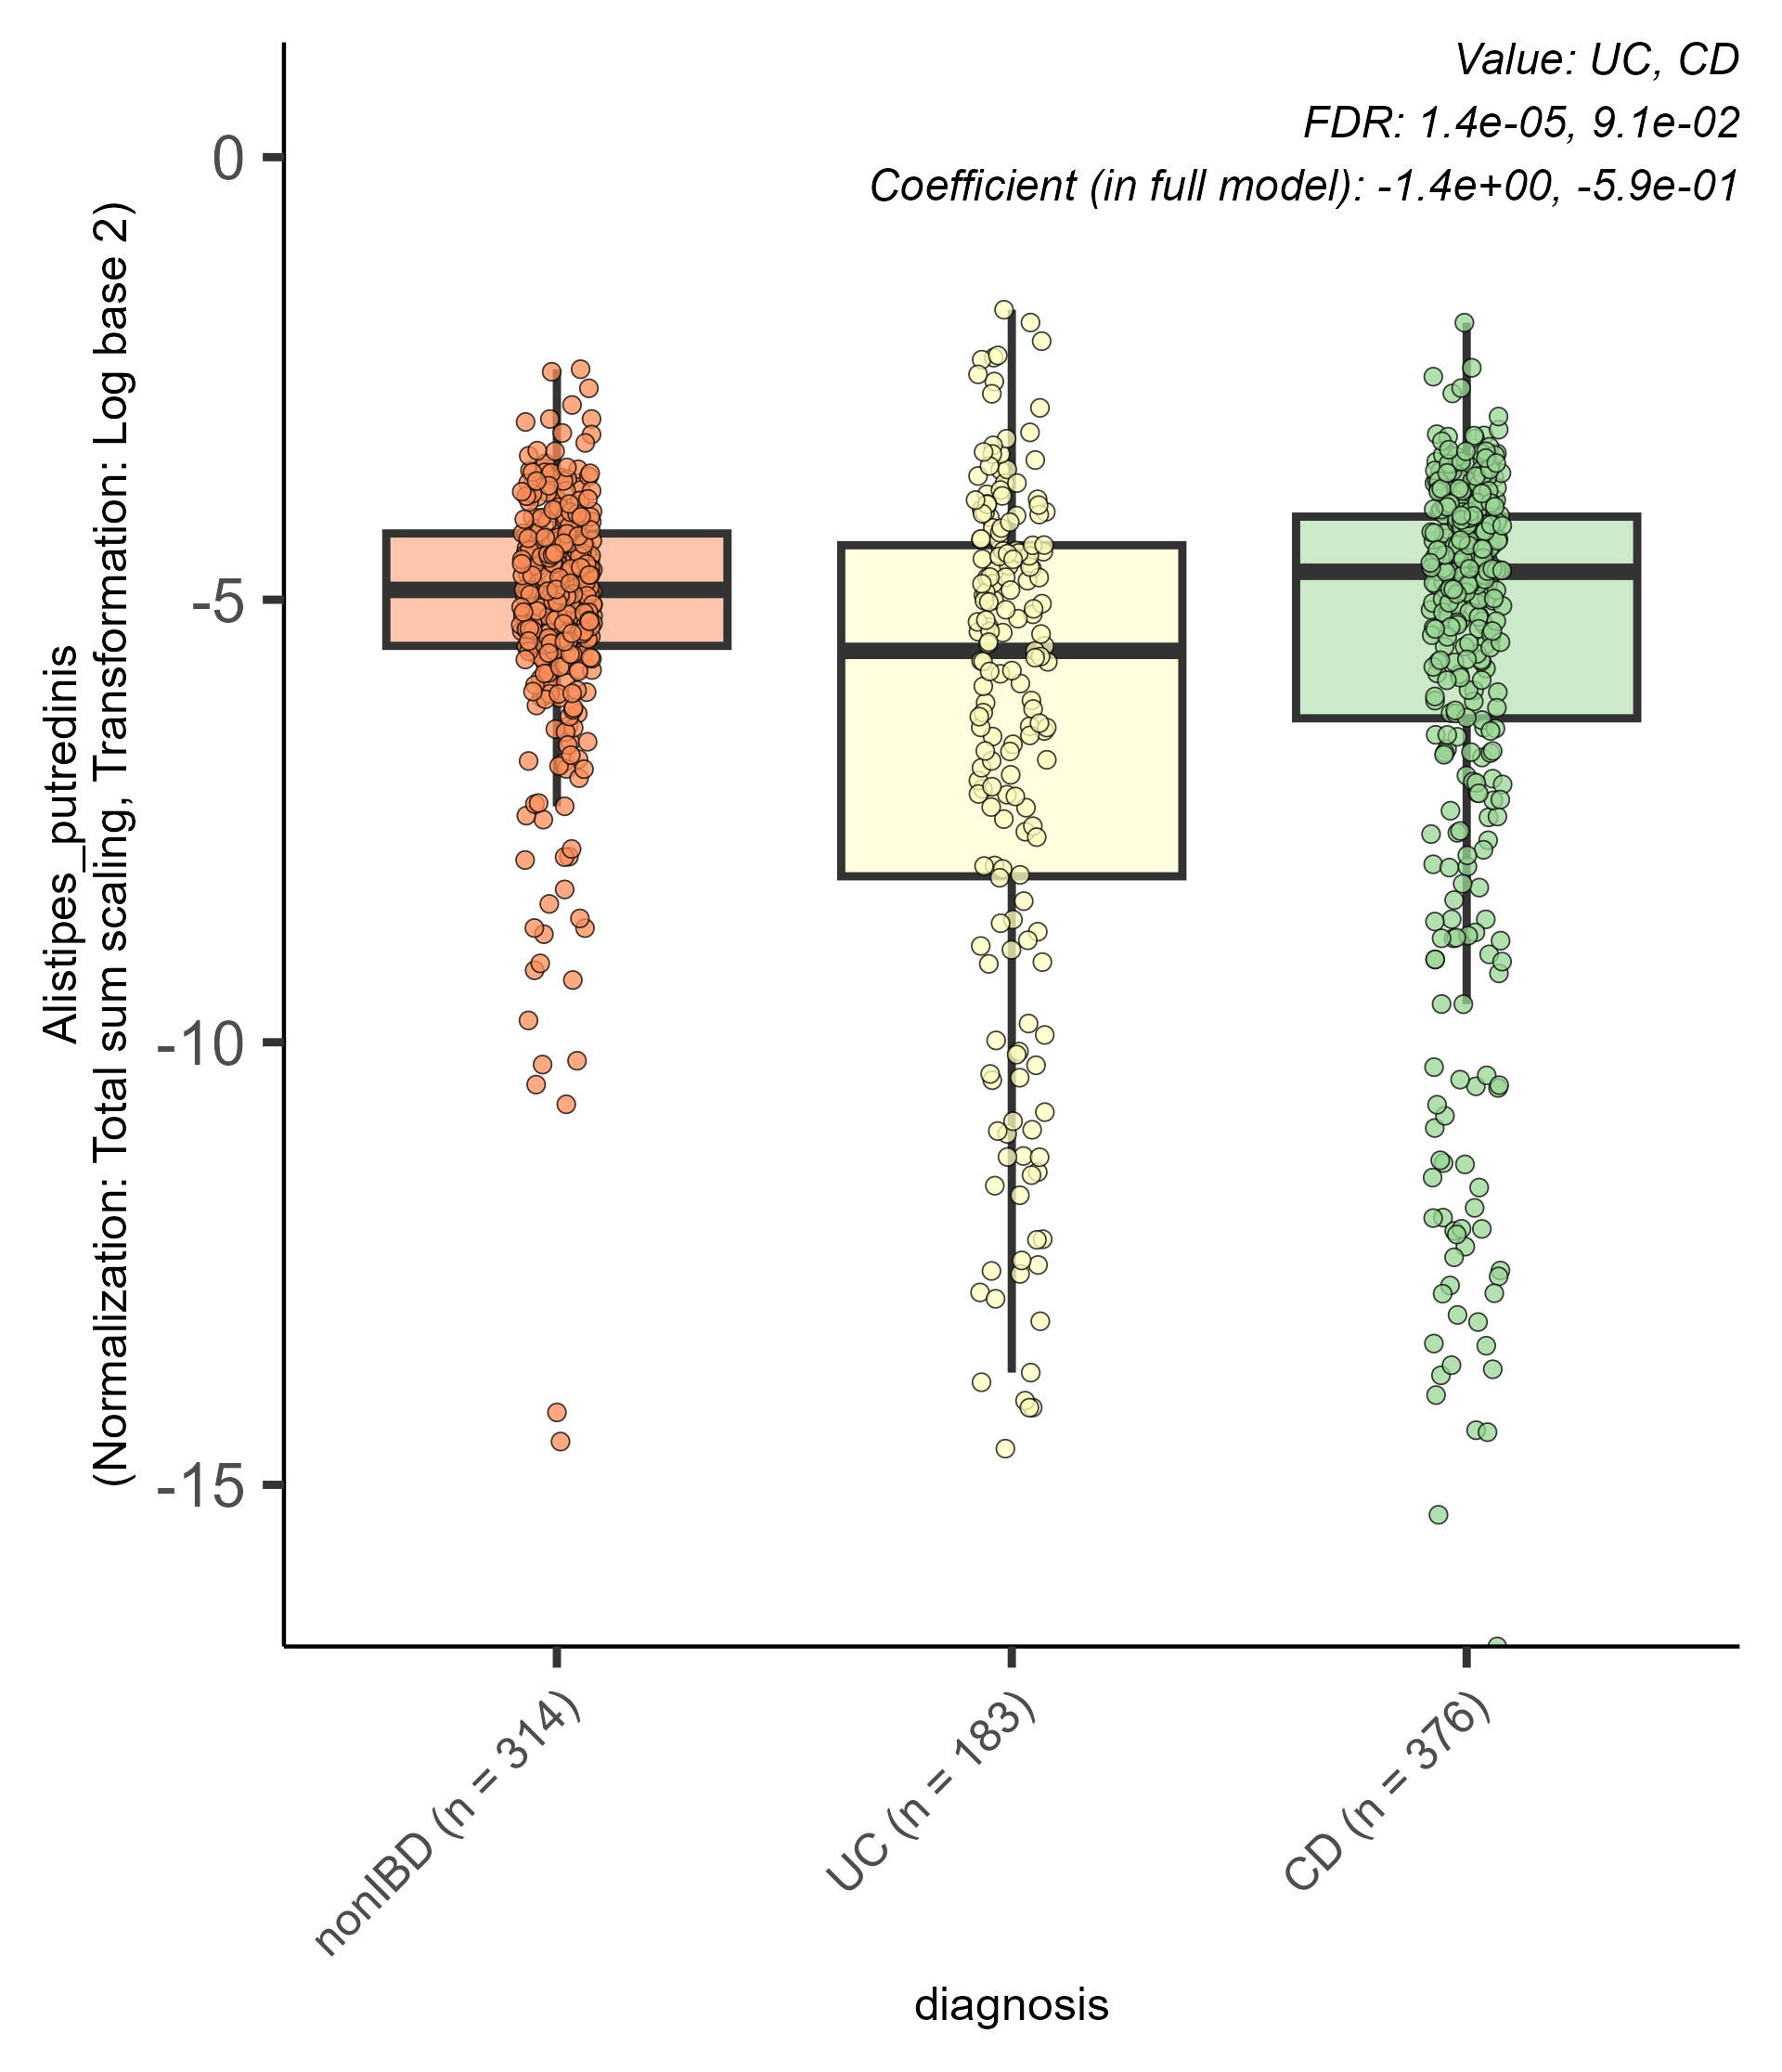 Value: UC, CD
FDR: 1.4e-05, 9.1e-02
Coefficient (in full model): -1.4e+00, -5.9e-01
Alistipes_putredinis
(Normalization: Total sum scaling, Transformation: Log base 2)
0
-5
-10
-15
nonIBD (n = 314)
UC (n = 183)
CD (n = 376)
diagnosis